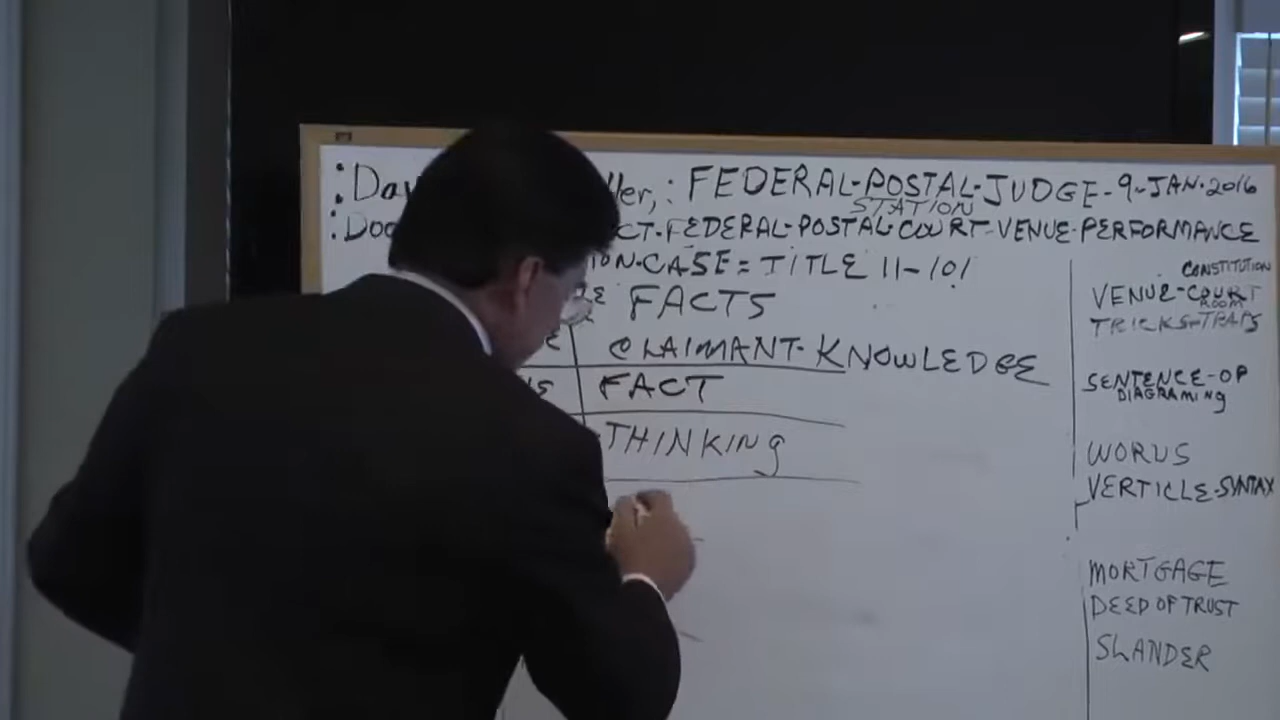 :Dav ller,: FEDERAL-POSTAL-JUDGE-9-JAN-2016
STATION
:Doc CT-FEDERAL-POSTAL-COURT-VENUE-PERFORMANCE
ION-CASE = TITLE 11-101
FACTS
CLAIMANT-KNOWLEDGE
FACT
THINKING
CONSTITUTION
VENUE-COURT
ROOM
TRICKS-TRAPS
SENTENCE-OP
DIAGRAMING
WORUS
VERTICLE-SYNTAX
MORTGAGE
DEED OF TRUST
SLANDER